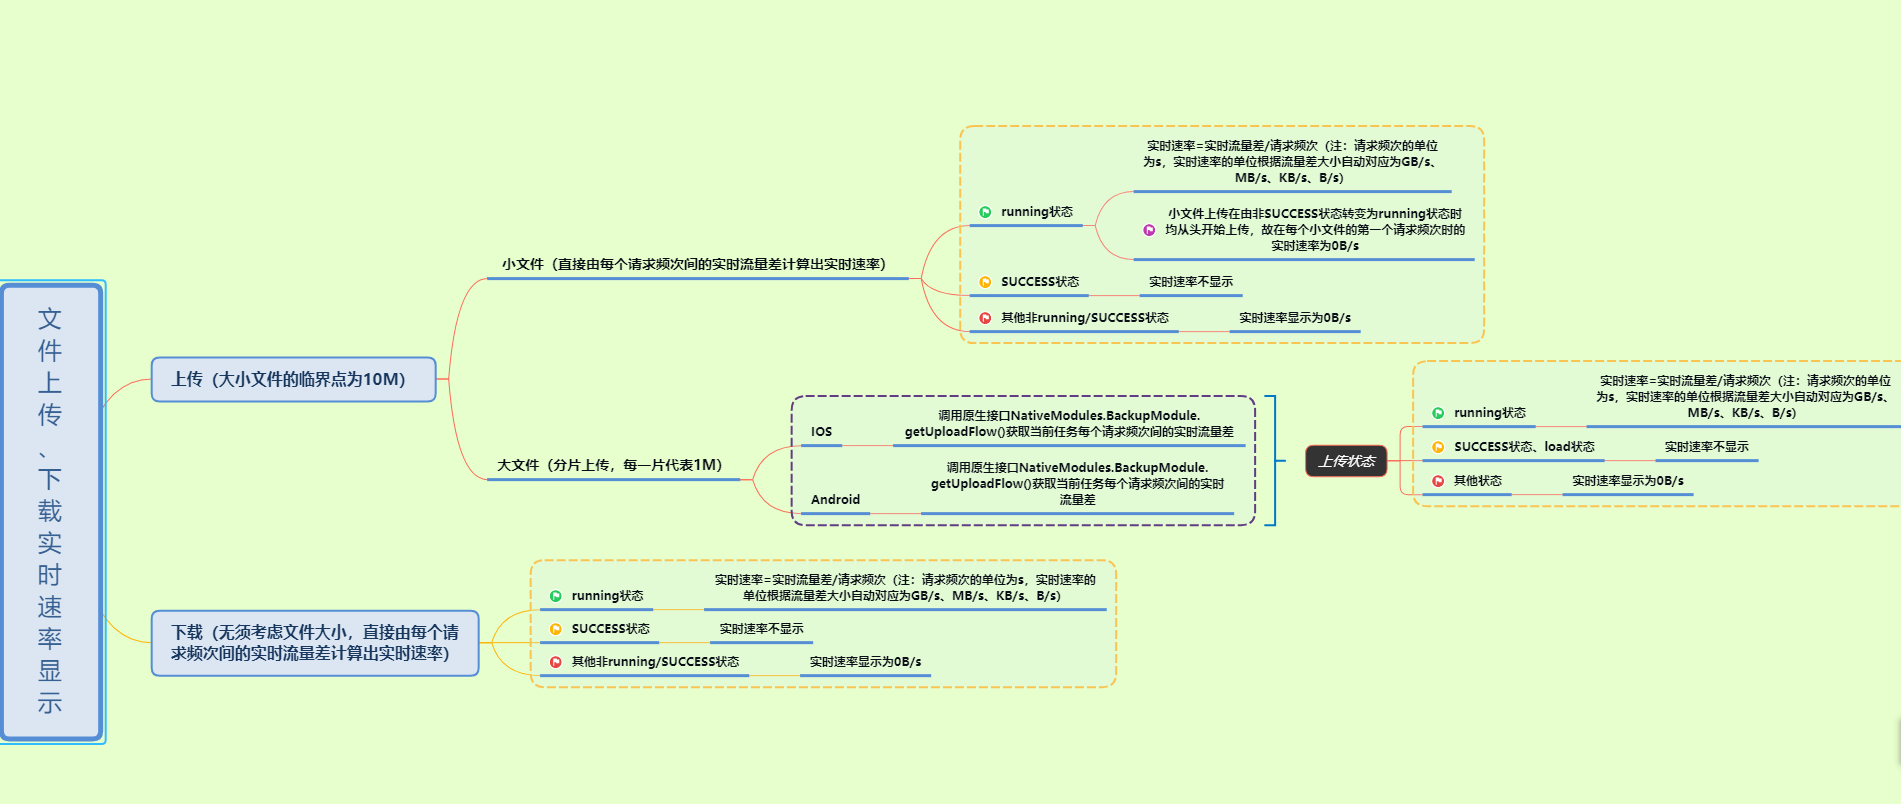 文
件
上
传
、
下
载
实
时
速
率
显
示
上传（大小文件的临界点为10M）
小文件（直接由每个请求频次间的实时流量差计算出实时速率）
running状态
实时速率=实时流量差/请求频次（注：请求频次的单位
为s，实时速率的单位根据流量差大小自动对应为GB/s、
MB/s、KB/s、B/s）
小文件上传在由非SUCCESS状态转变为running状态时
均从头开始上传，故在每个小文件的第一个请求频次时的
实时速率为0B/s
SUCCESS状态
实时速率不显示
其他非running/SUCCESS状态
实时速率显示为0B/s
大文件（分片上传，每一片代表1M）
IOS
调用原生接口NativeModules.BackupModule.
getUploadFlow()获取当前任务每个请求频次间的实时流量差
Android
调用原生接口NativeModules.BackupModule.
getUploadFlow()获取当前任务每个请求频次间的实时
流量差
上传状态
running状态
实时速率=实时流量差/请求频次（注：请求频次的单位
为s，实时速率的单位根据流量差大小自动对应为GB/s、
MB/s、KB/s、B/s）
SUCCESS状态、load状态
实时速率不显示
其他状态
实时速率显示为0B/s
下载（无须考虑文件大小，直接由每个请
求频次间的实时流量差计算出实时速率）
running状态
实时速率=实时流量差/请求频次（注：请求频次的单位为s，实时速率的
单位根据流量差大小自动对应为GB/s、MB/s、KB/s、B/s）
SUCCESS状态
实时速率不显示
其他非running/SUCCESS状态
实时速率显示为0B/s